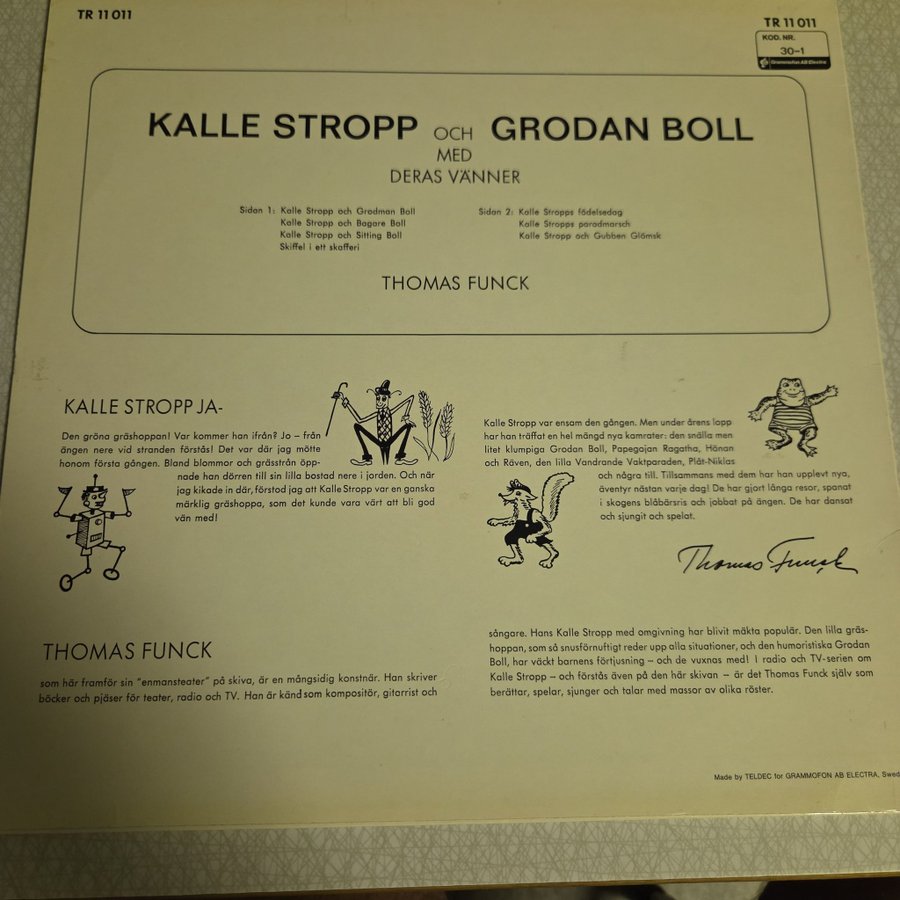 TR 11 011
TR 11 011
KOD. NR.
30-1
Grammofon AB Electra
KALLE STROPP OCH GRODAN BOLL
MED
DERAS VÄNNER
Sidan 1: Kalle Stropp och Grodman Boll
Kalle Stropp och Bagare Boll
Kalle Stropp och Sitting Boll
Skiffel i ett skafferi
Sidan 2: Kalle Stropps födelsedag
Kalle Stropps paradmarsch
Kalle Stropp och Gubben Glömsk
THOMAS FUNCK
KALLE STROPP JA-
Den gröna gräshoppan! Var kommer han ifrån? Jo – från
ängen nere vid stranden förstås! Det var där jag mötte
honom första gången. Bland blommor och grässtrån öpp-
nade han dörren till sin lilla bostad nere i jorden. Och när
jag kikade in där, förstod jag att Kalle Stropp var en ganska
märklig gräshoppa, som det kunde vara värt att bli god
vän med!
Kalle Stropp var ensam den gången. Men under årens lopp
har han träffat en hel mängd nya kamrater: den snälla men
litet klumpiga Grodan Boll, Papegojan Ragatha, Hönan
och Räven, den lilla Vandrande Vaktparaden, Plåt-Niklas
och några till. Tillsammans med dem har han upplevt nya,
äventyr nästan varje dag! De har gjort långa resor, spanat
i skogens blåbärsris och jobbat på ängen. De har dansat
och sjungit och spelat.
Thomas Funck
THOMAS FUNCK
som här framför sin "enmansteater" på skiva, är en mångsidig konstnär. Han skriver
böcker och pjäser för teater, radio och TV. Han är känd som kompositör, gitarrist och
sångare. Hans Kalle Stropp med omgivning har blivit mäkta populär. Den lilla gräs-
hoppan, som så snusförnuftigt reder upp alla situationer, och den humoristiska Grodan
Boll, har väckt barnens förtjusning – och de vuxnas med! I radio och TV-serien om
Kalle Stropp – och förstås även på den här skivan – är det Thomas Funck själv som
berättar, spelar, sjunger och talar med massor av olika röster.
Made by TELDEC for GRAMMOFON AB ELECTRA, Swed